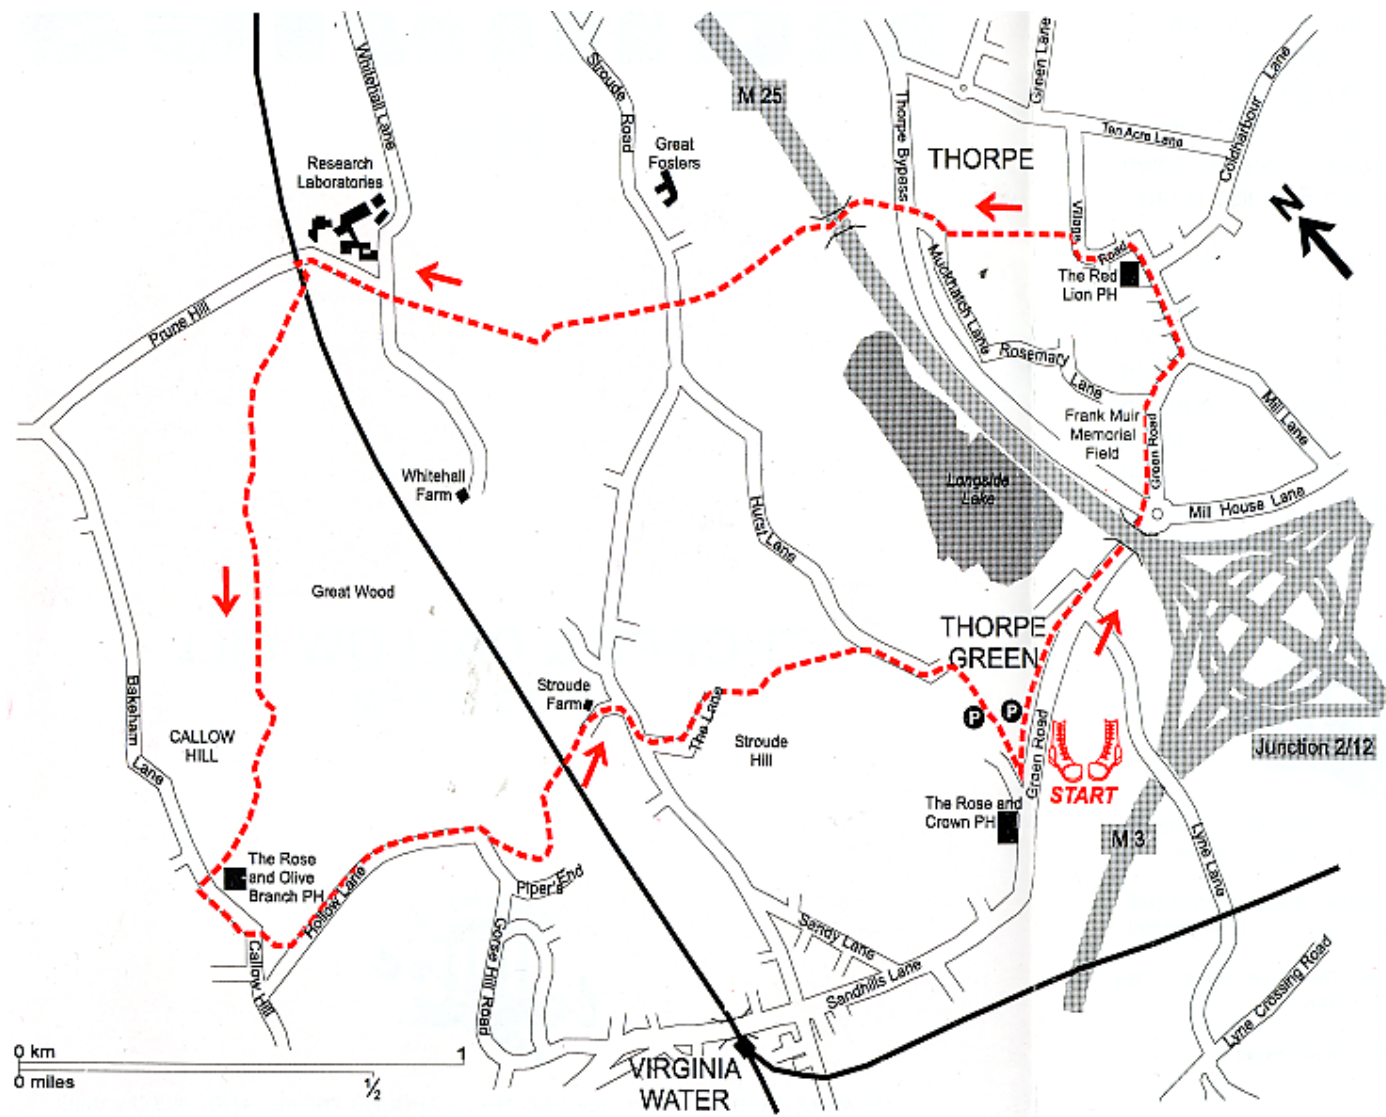 Whitehall Lane
Stroude
Road
M 25
Thorpe Bypass
Green Lane
Ten Acre Lane
Coldharbour
Lane
THORPE
Great
Fosters
Research
Laboratories
N
Village
Road
The Red
Lion PH
Muckhatch Lane
Rosemary
Lane
Prune Hill
Frank Muir
Memorial
Field
Green Road
Mill Lane
Mill House Lane
Longside
Lake
Whitehall
Farm
Hurst Lane
Great Wood
THORPE
GREEN
Stroude
Farm
The Lane
Stroude
Hill
P
P
Green Road
START
Junction 2/12
Bakeham
Lane
CALLOW
HILL
The Rose and
Crown PH
M 3
Lyne Lane
The Rose
and Olive
Branch PH
Hollow Lane
Piper's End
Callow Hill
Gorse Hill Road
Sandy Lane
Sandhills Lane
Lyne Crossing Road
0 km
1
0 miles
½
VIRGINIA
WATER